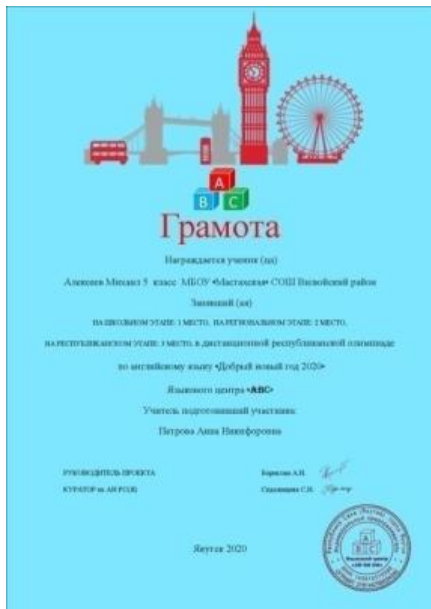 A
B C
Грамота
Награждается ученик (ца)
Алексеев Михаил 5 класс МБОУ «Мастахская» СОШ Вилюйский район
Занявший (ая)
НА ШКОЛЬНОМ ЭТАПЕ: 1 МЕСТО, НА РЕГИОНАЛЬНОМ ЭТАПЕ: 2 МЕСТО,
НА РЕСПУБЛИКАНСКОМ ЭТАПЕ: 3 МЕСТО, в дистанционной республиканской олимпиаде
по английскому языку «Добрый новый год 2020»
Языкового центра «ABC»
Учитель подготовивший участника:
Петрова Анна Никифоровна
РУКОВОДИТЕЛЬ ПРОЕКТА Борисова А.Н.
КУРАТОР
Якутск 2020